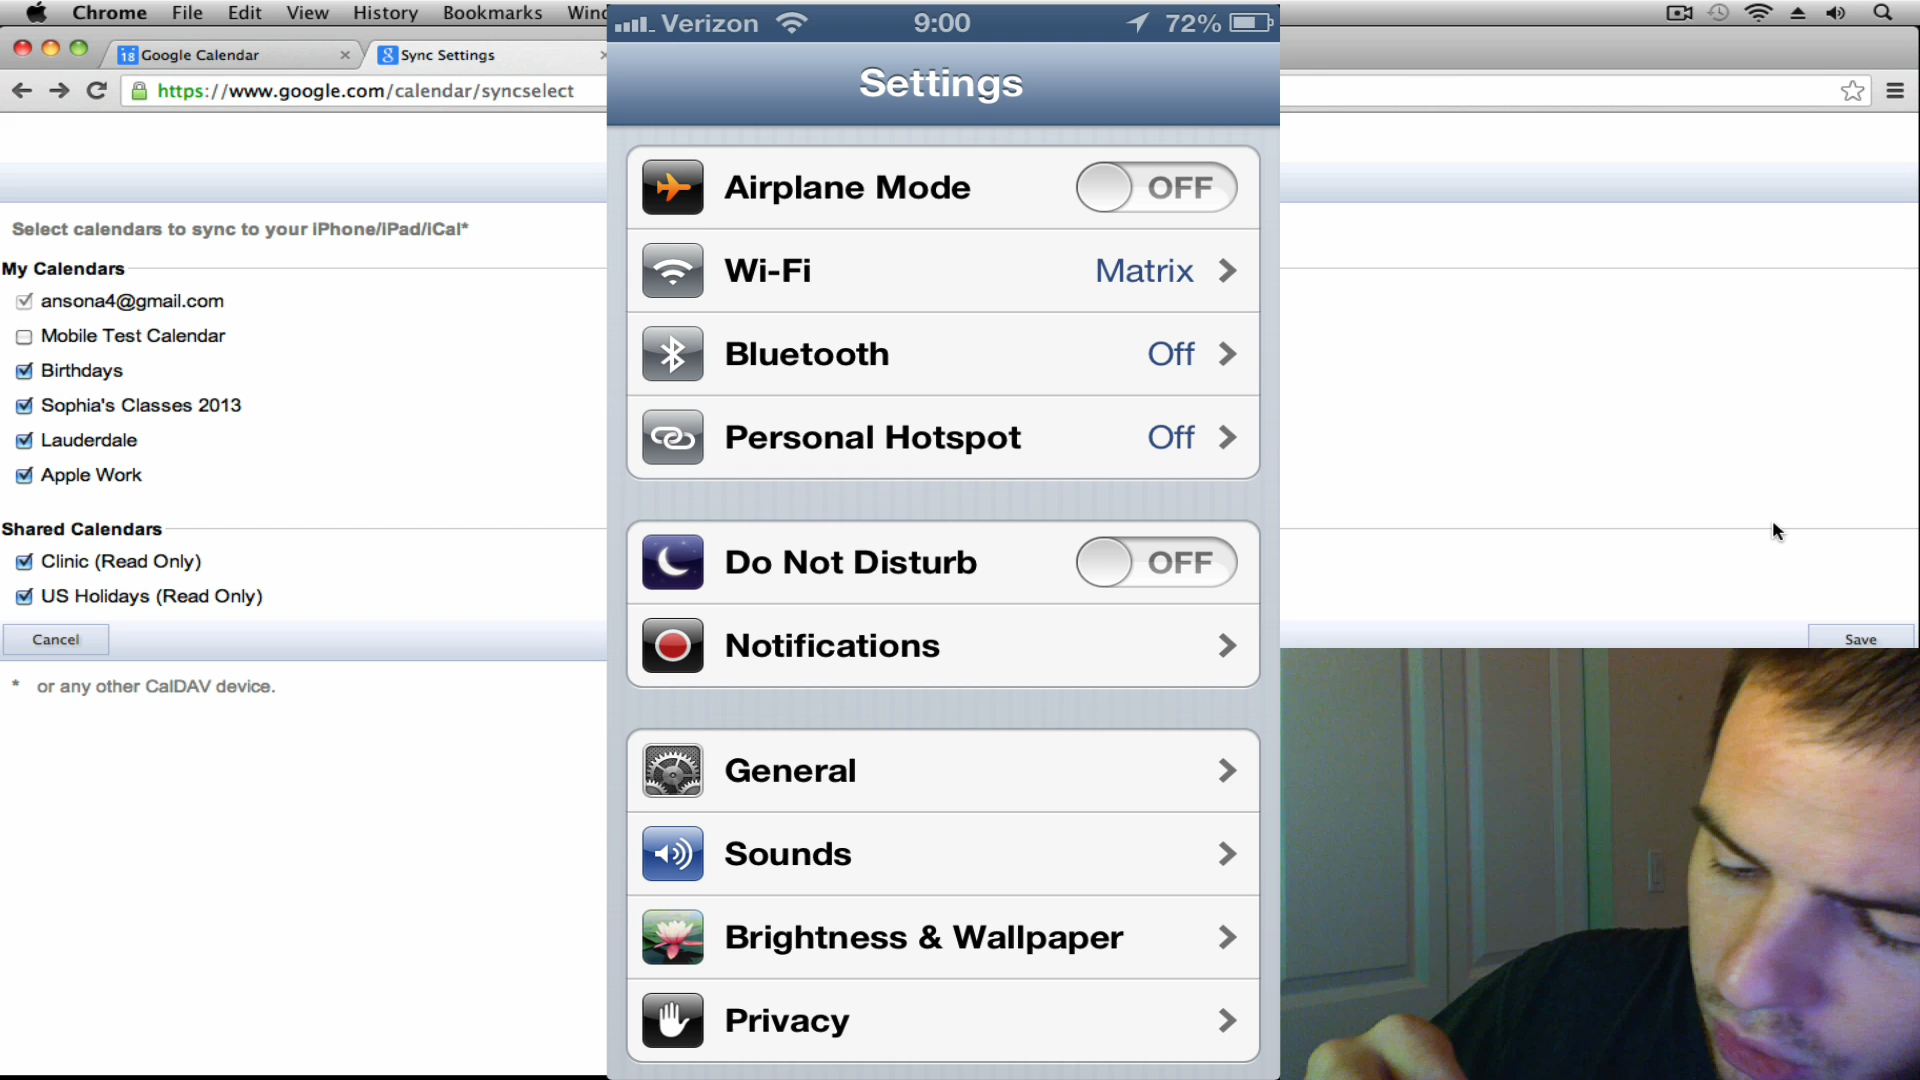 Chrome File Edit View History Bookmarks Wind
18 Google Calendar × 8 Sync Settings ×
https://www.google.com/calendar/syncselect
Select calendars to sync to your iPhone/iPad/iCal*
My Calendars
ansona4@gmail.com
Mobile Test Calendar
Birthdays
Sophia's Classes 2013
Lauderdale
Apple Work
Shared Calendars
Clinic (Read Only)
US Holidays (Read Only)
Cancel
Save
* or any other CalDAV device.
Verizon 9:00 72%
Settings
Airplane Mode OFF
Wi-Fi Matrix
Bluetooth Off
Personal Hotspot Off
Do Not Disturb OFF
Notifications
General
Sounds
Brightness & Wallpaper
Privacy